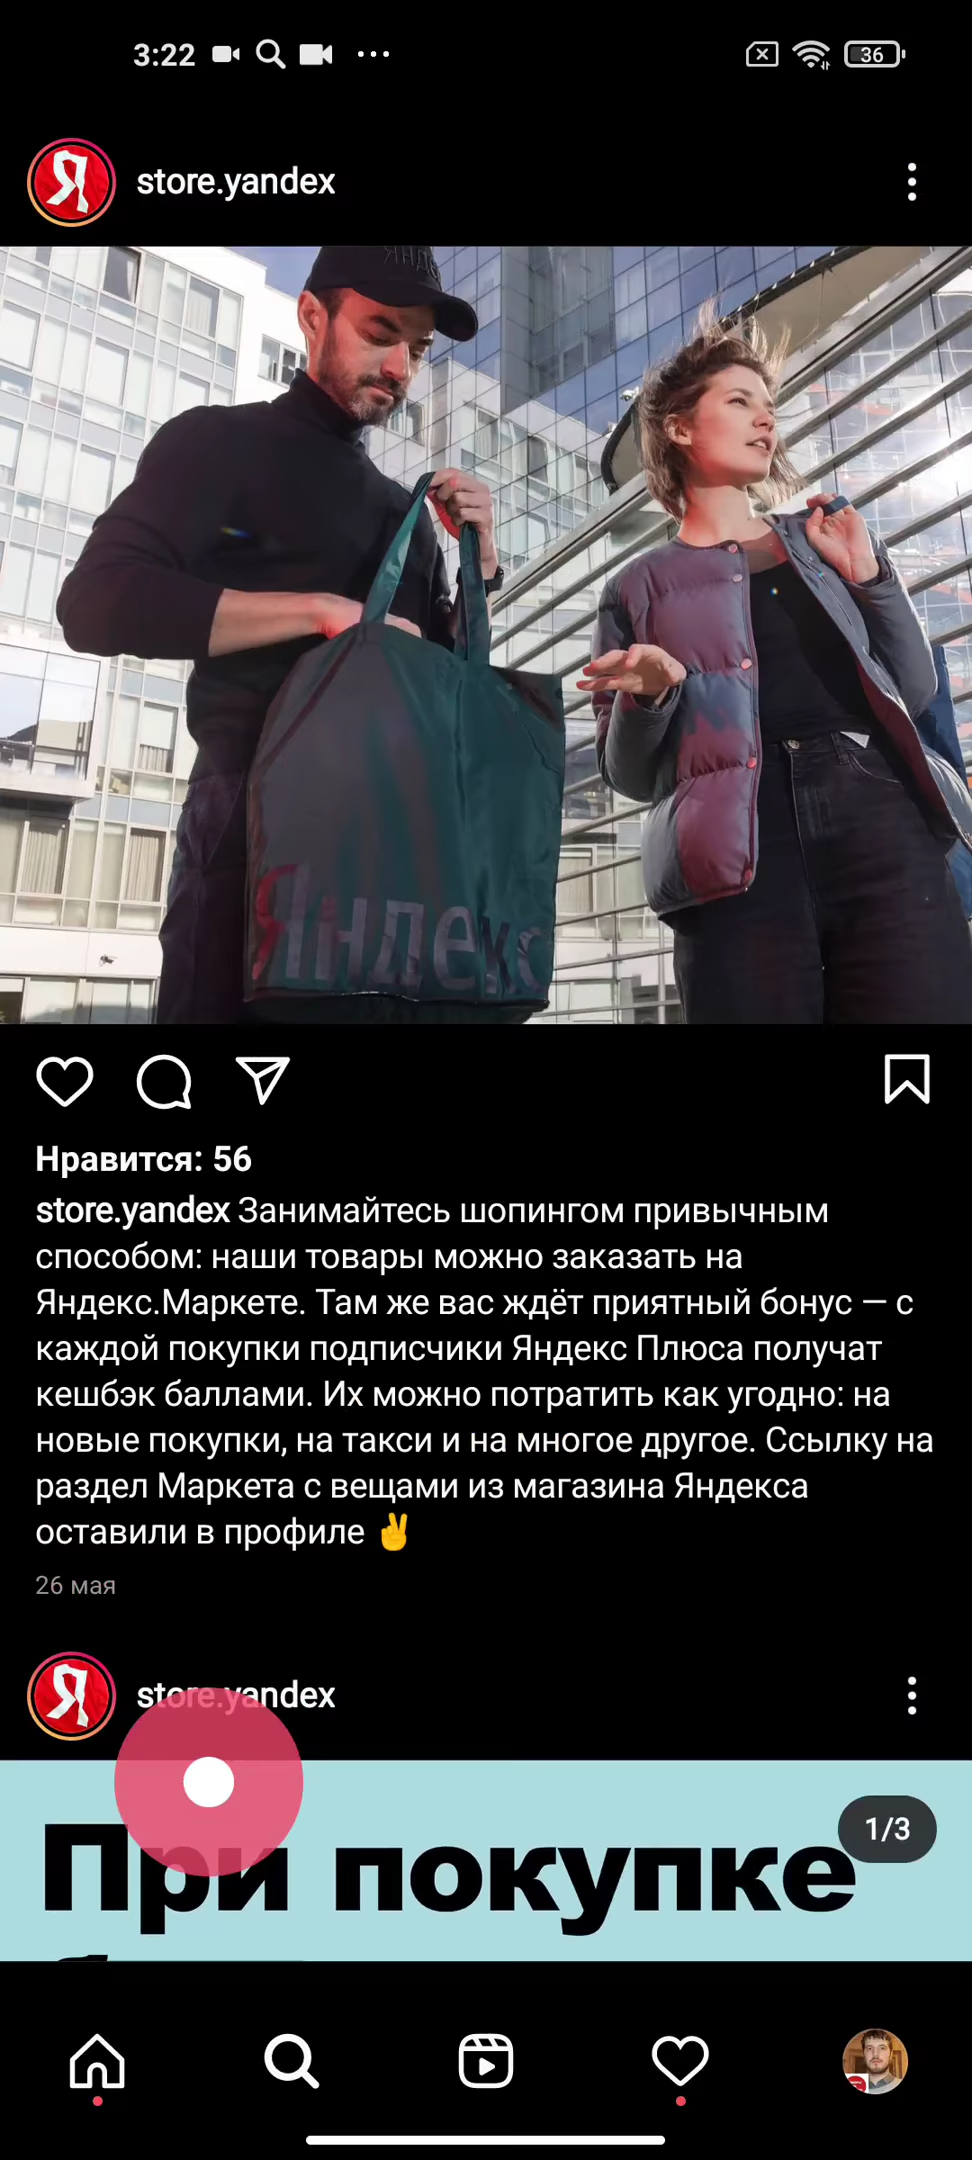 3:22
36
Я
store.yandex
ЯНДЕ
Яндекс
Нравится: 56
store.yandex Занимайтесь шопингом привычным
способом: наши товары можно заказать на
Яндекс.Маркете. Там же вас ждёт приятный бонус — с
каждой покупки подписчики Яндекс Плюса получат
кешбэк баллами. Их можно потратить как угодно: на
новые покупки, на такси и на многое другое. Ссылку на
раздел Маркета с вещами из магазина Яндекса
оставили в профиле ✌
26 мая
Я
store.yandex
1/3
При покупке